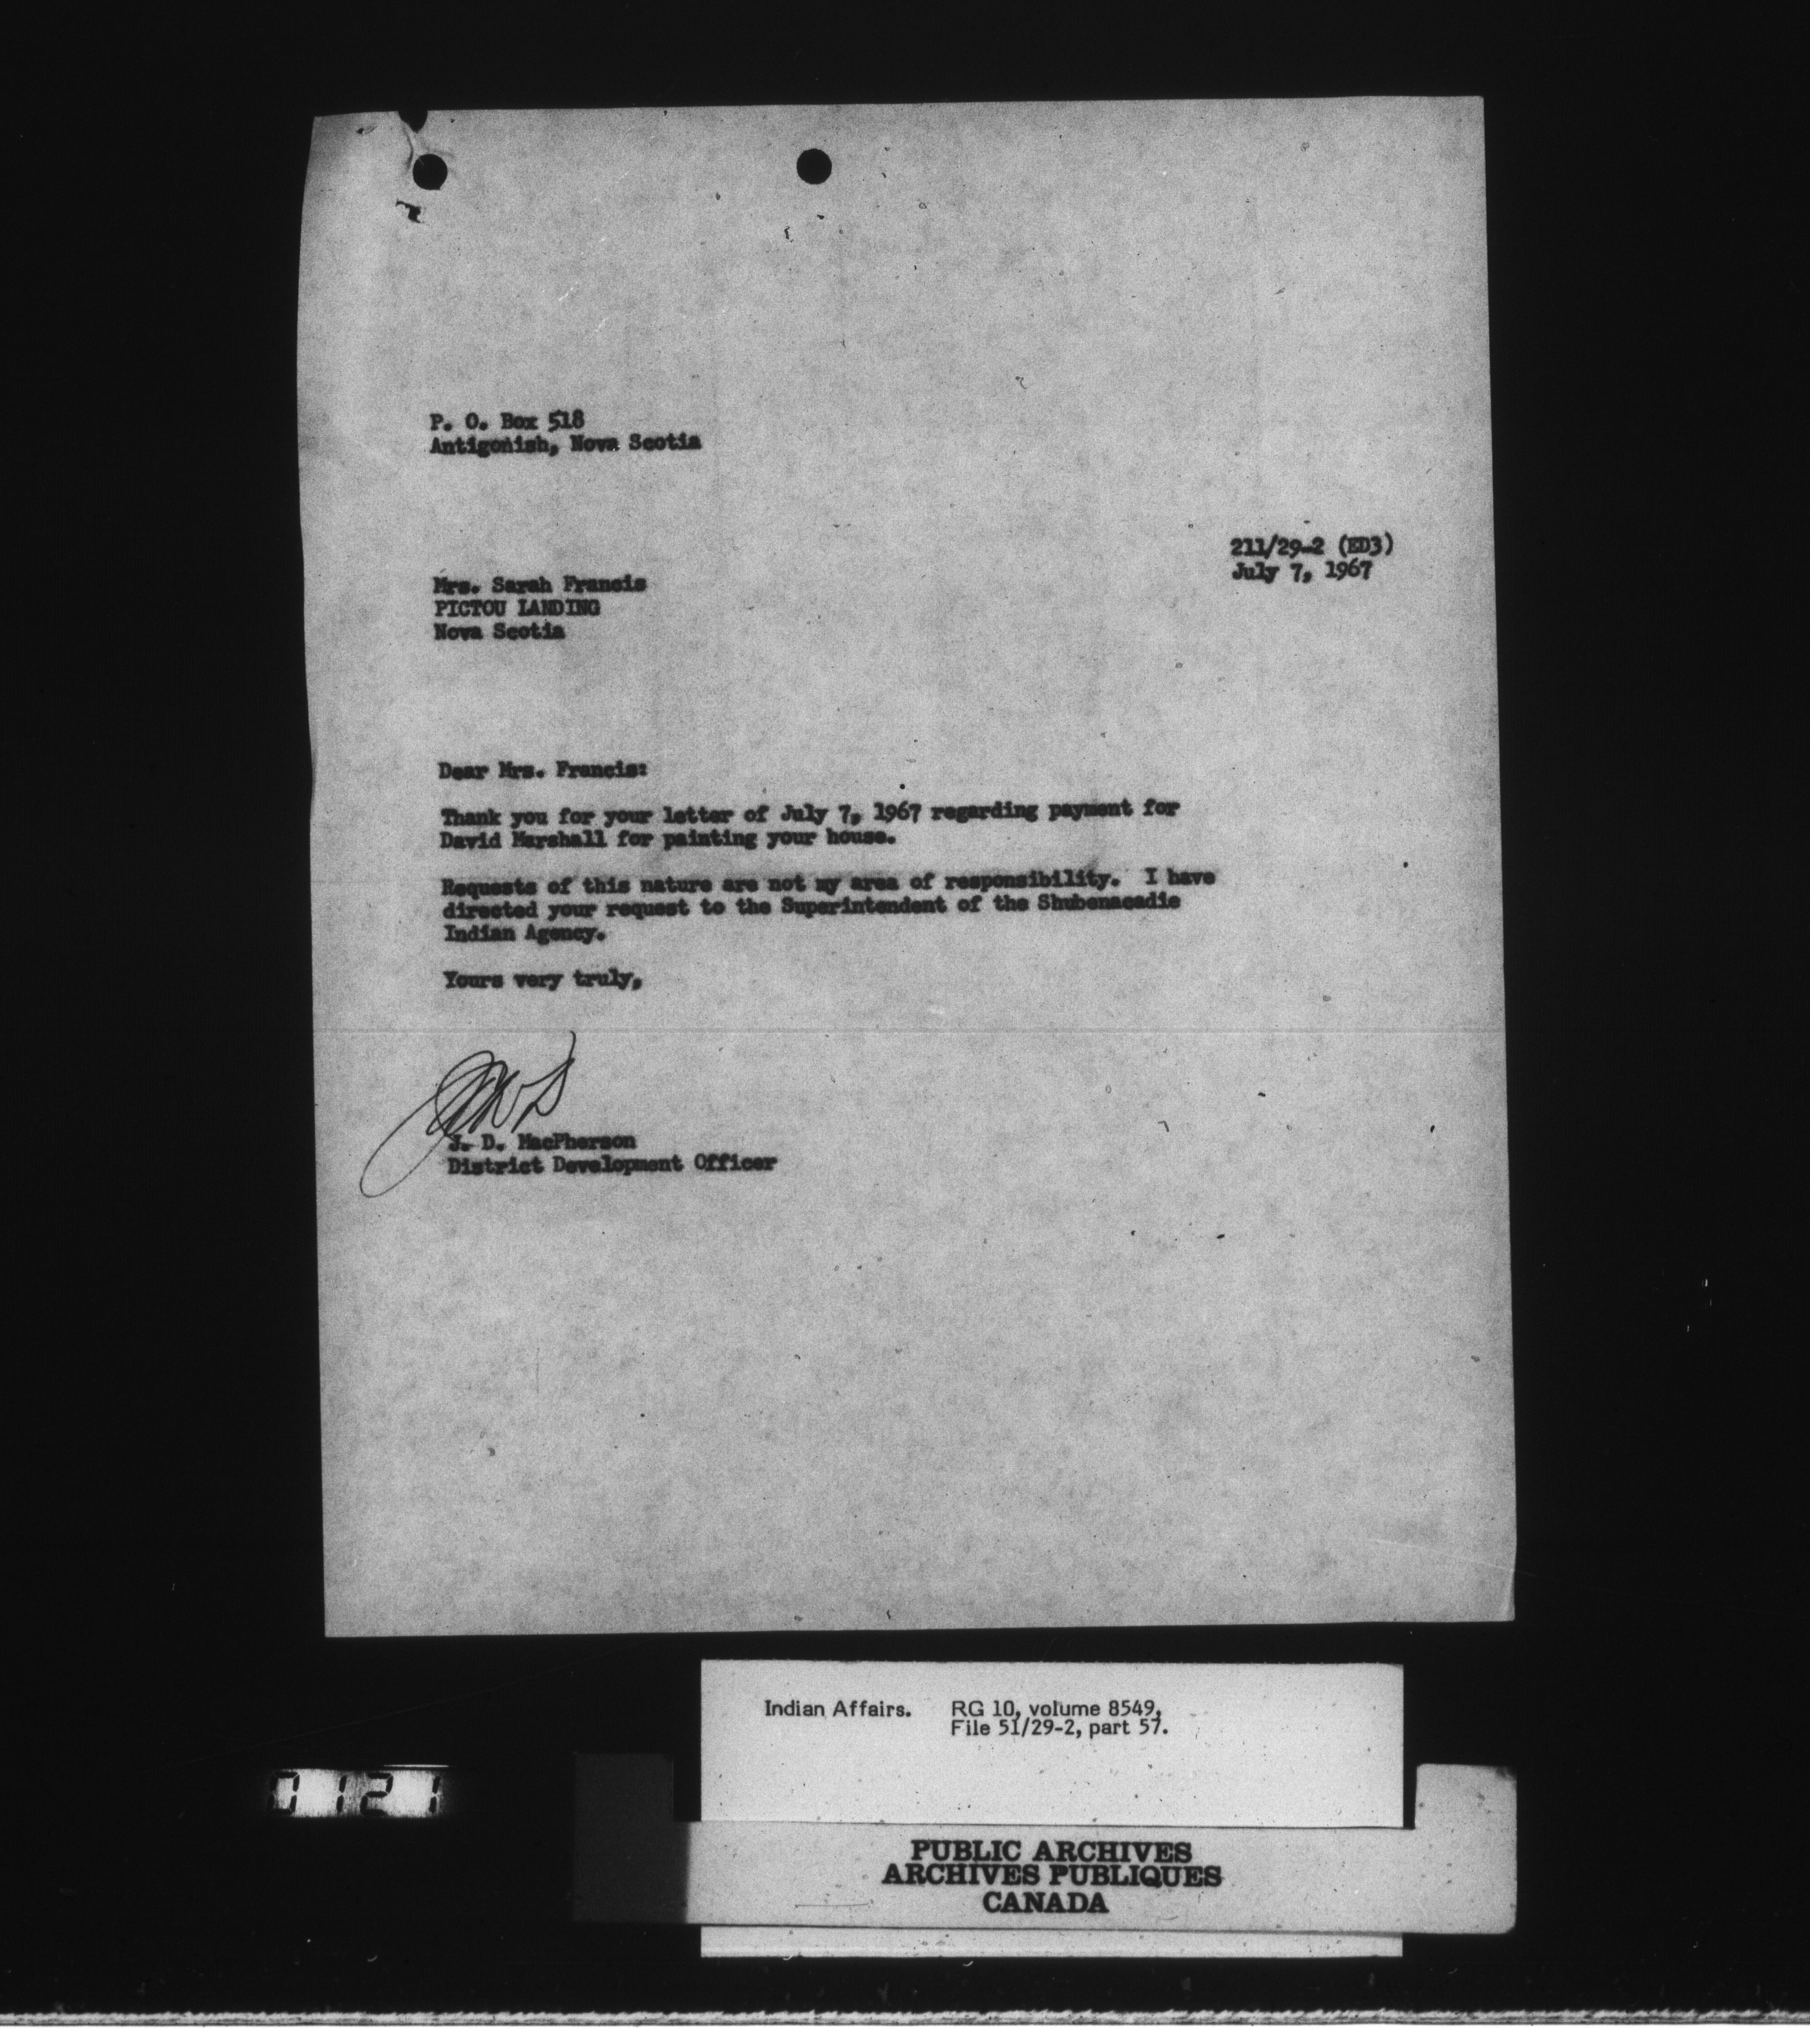 P. O. Box 518
Antigonish, Nova Scotia
211/29-2 (ED3)
July 7, 1967
Mrs. Sarah Francis
PICTOU LANDING
Nova Scotia
Dear Mrs. Francis:
Thank you for your letter of July 7, 1967 regarding payment for
David Marshall for painting your house.
Requests of this nature are not my area of responsibility. I have
directed your request to the Superintendent of the Shubenacadie
Indian Agency.
Yours very truly,
J. D. MacPherson
District Development Officer
Indian Affairs. RG 10, volume 8549,
File 51/29-2, part 57.
0121
PUBLIC ARCHIVES
ARCHIVES PUBLIQUES
CANADA